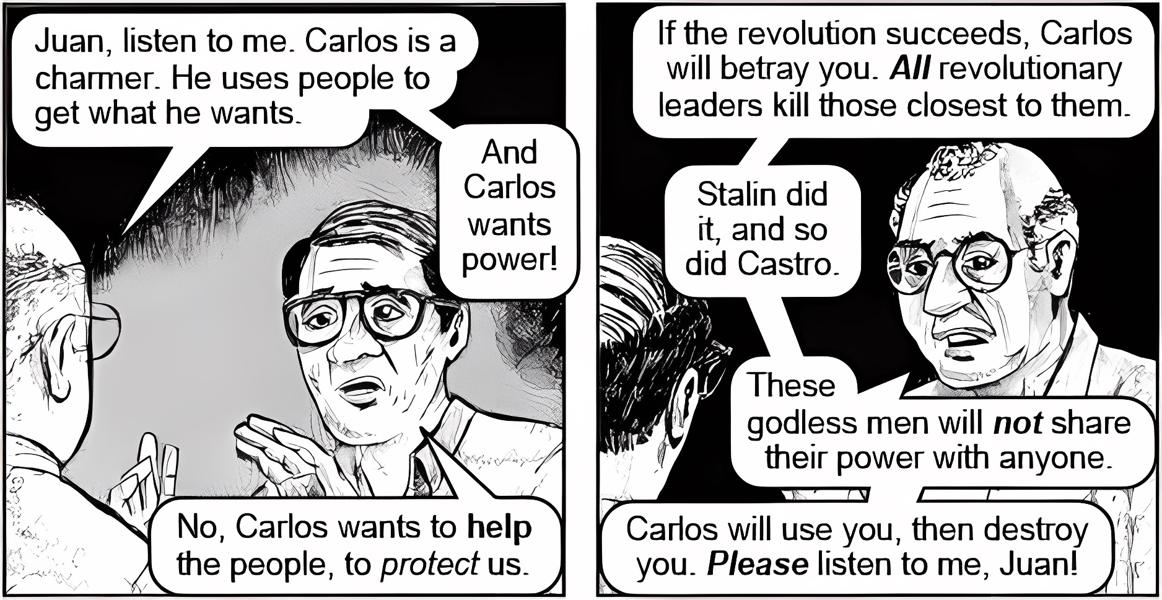 Juan, listen to me. Carlos is a
charmer. He uses people to
get what he wants.
And
Carlos
wants
power!
No, Carlos wants to help
the people, to protect us.
If the revolution succeeds, Carlos
will betray you. All revolutionary
leaders kill those closest to them.
Stalin did
it, and so
did Castro.
These
godless men will not share
their power with anyone.
Carlos will use you, then destroy
you. Please listen to me, Juan!